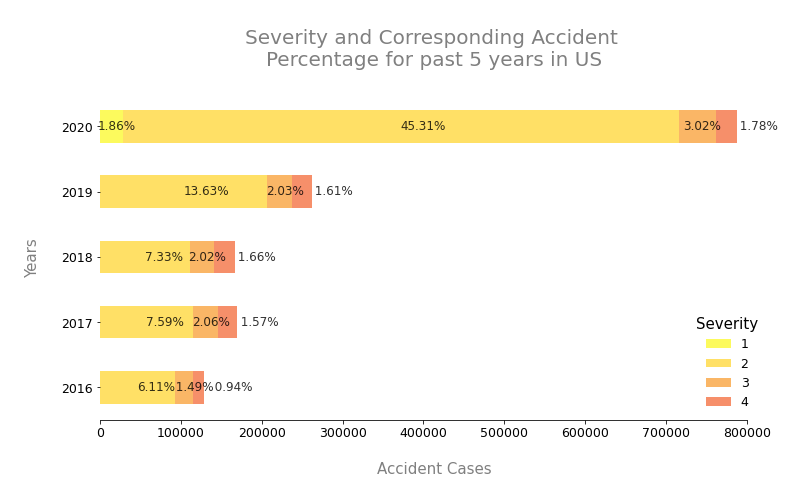 Severity and Corresponding Accident
Percentage for past 5 years in US
2020 1.86% 45.31% 3.02% 1.78%
2019 13.63% 2.03% 1.61%
2018 7.33% 2.02% 1.66%
2017 7.59% 2.06% 1.57%
2016 6.11% 1.49% 0.94%
Years
Severity
1
2
3
4
0 100000 200000 300000 400000 500000 600000 700000 800000
Accident Cases